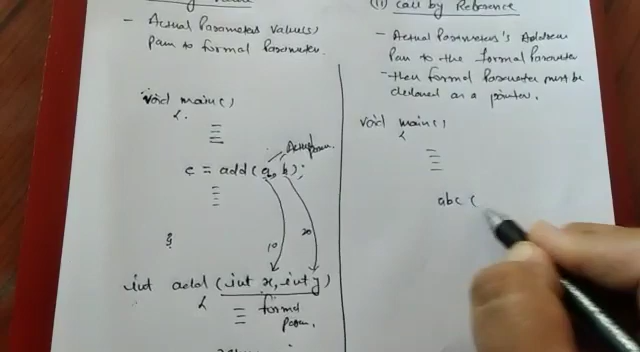 - Actual Parameters values,
Pass to formal Parameter.
void main()
{
c = add(a, b);
Actual param.
10
20
}
int add (int x, int y)
{
formal
param.
(ii) Call by Reference
- Actual Parameters's Address
Pass to the formal Parameter
- then formal Parameter must be
declared as a pointer.
void main()
{
abc (